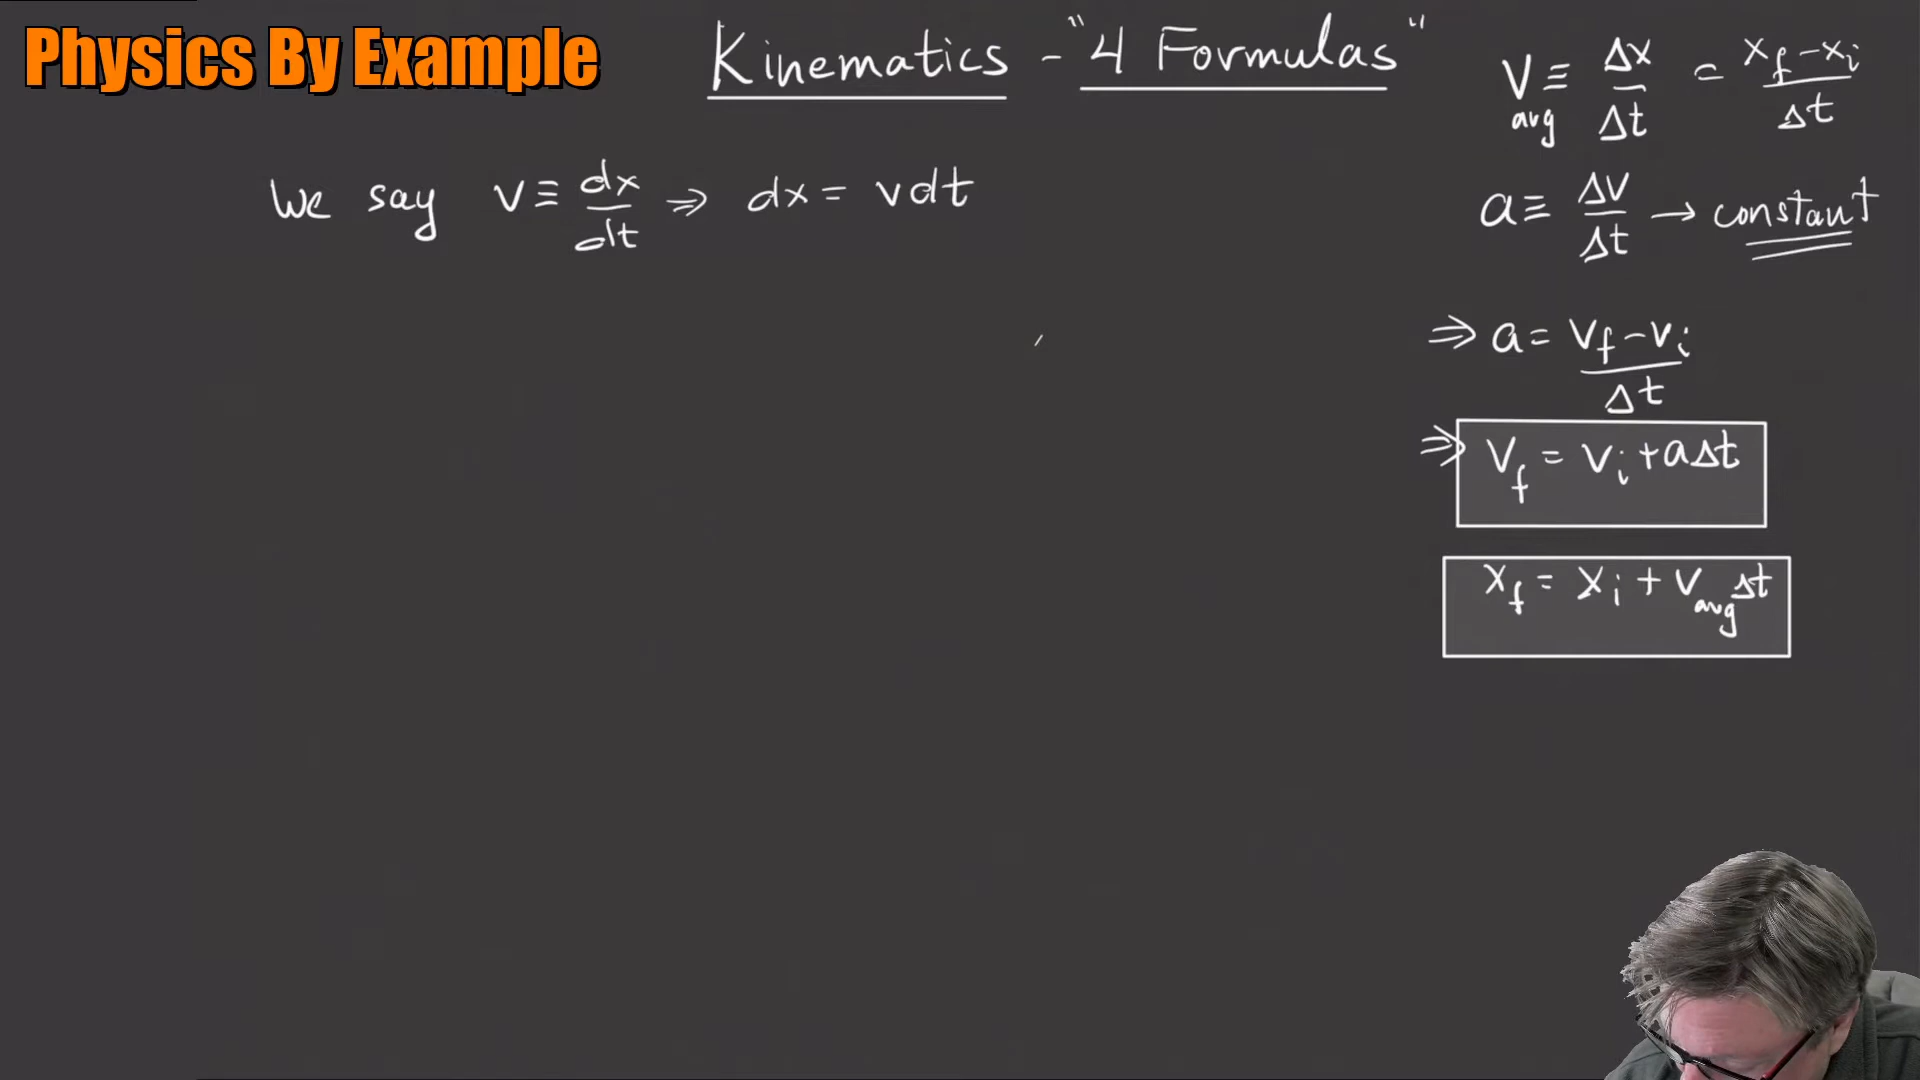 Physics By Example
Kinematics - "4 Formulas"
We say v ≡ dx/dt ⇒ dx = vdt
V avg ≡ Δx/Δt = (x_f - x_i)/Δt
a ≡ Δv/Δt → constant
⇒ a = (v_f - v_i)/Δt
⇒ v_f = v_i + aΔt
x_f = x_i + v_avg Δt